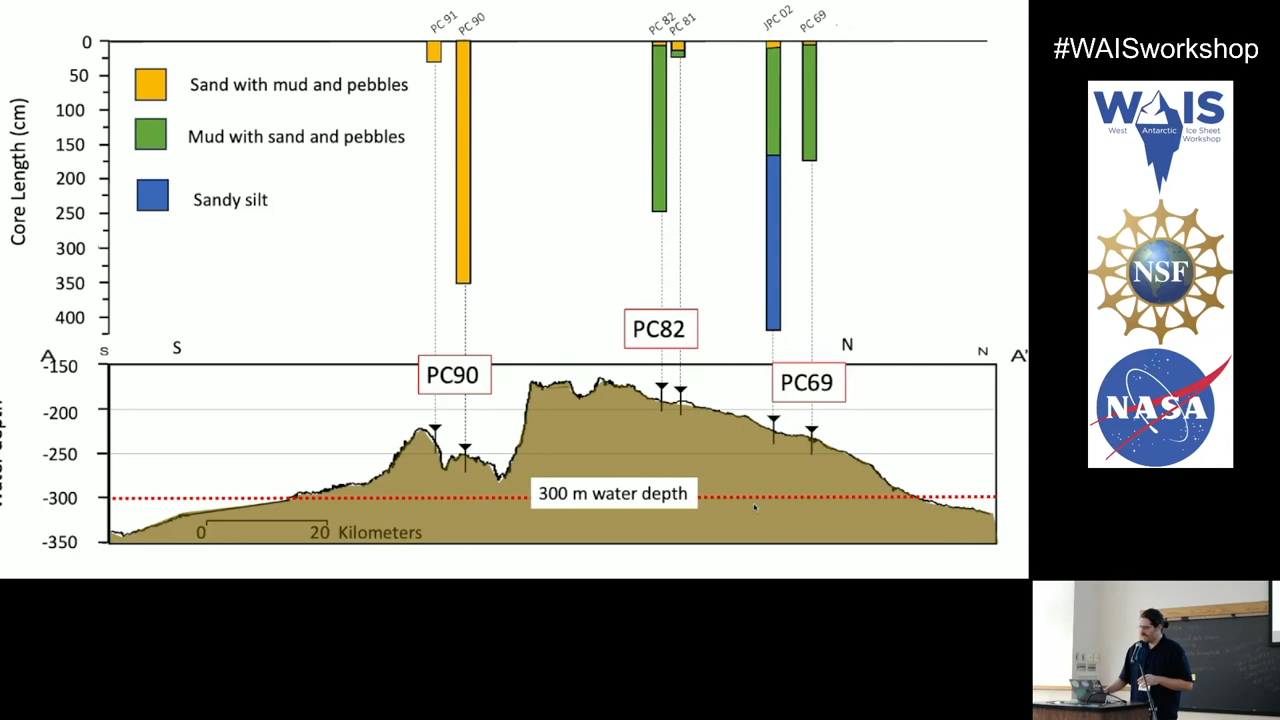 PC 91
PC 90
PC 82
PC 81
JPC 02
PC 69
#WAISworkshop
0
50
100
150
200
250
300
350
400
Core Length (cm)
Sand with mud and pebbles
Mud with sand and pebbles
Sandy silt
WAIS
West Antarctic Ice Sheet
Workshop
NSF
NASA
PC82
PC90
PC69
A
S
S
N
N
A'
-150
-200
-250
-300
-350
300 m water depth
0
20 Kilometers